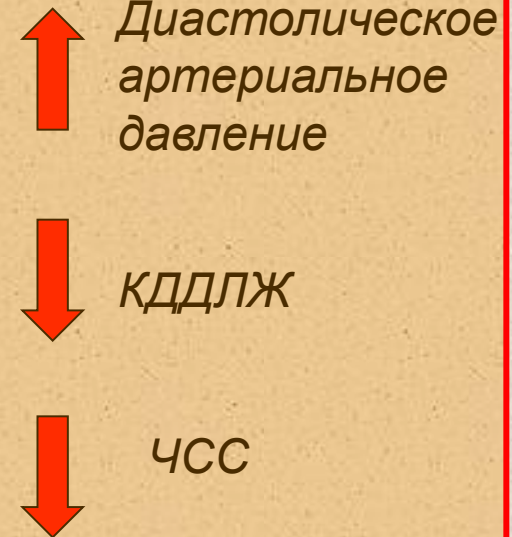 Диастолическое
артериальное
давление
КДДЛЖ
ЧСС